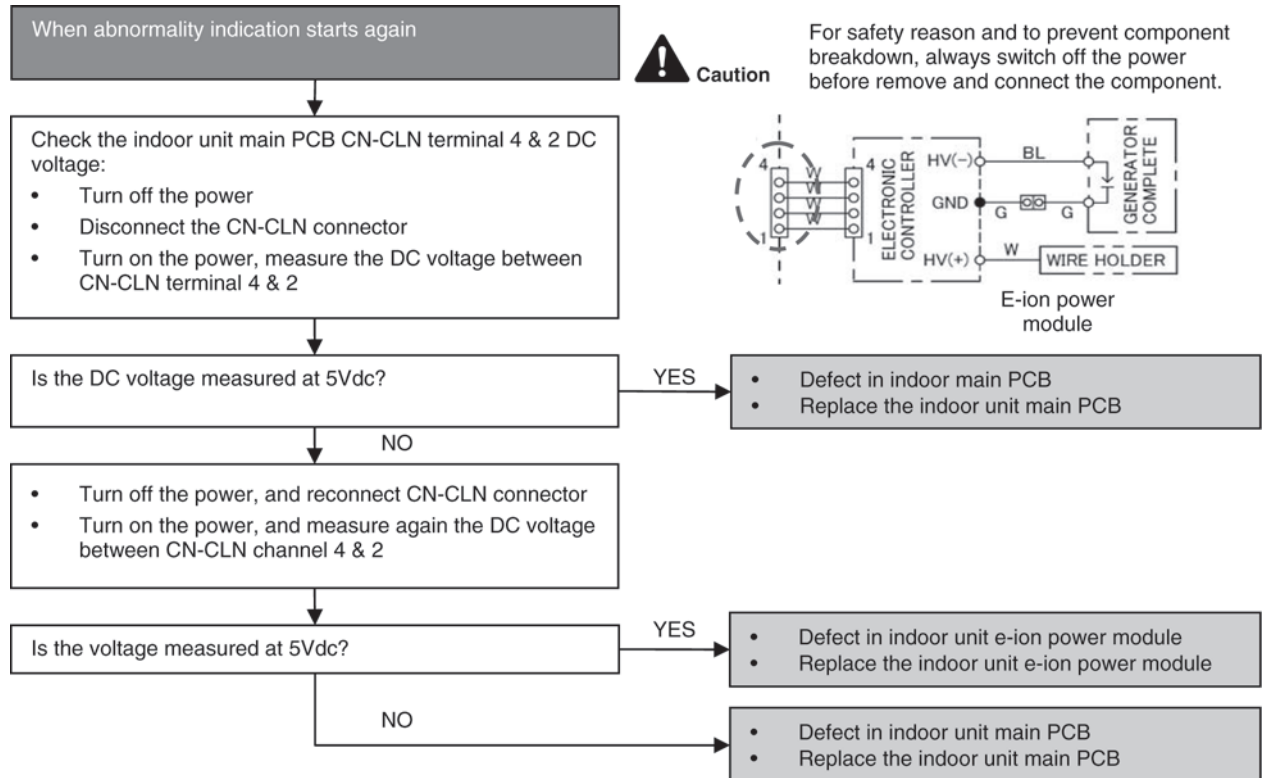 When abnormality indication starts again
Caution
For safety reason and to prevent component
breakdown, always switch off the power
before remove and connect the component.
Check the indoor unit main PCB CN-CLN terminal 4 & 2 DC
voltage:
• Turn off the power
• Disconnect the CN-CLN connector
• Turn on the power, measure the DC voltage between
CN-CLN terminal 4 & 2
4
1
W
W
W
W
4
1
ELECTRONIC
CONTROLLER
HV(-)
GND
HV(+)
BL
G
G
W
GENERATOR
COMPLETE
WIRE HOLDER
E-ion power
module
Is the DC voltage measured at 5Vdc?
YES
• Defect in indoor main PCB
• Replace the indoor unit main PCB
NO
• Turn off the power, and reconnect CN-CLN connector
• Turn on the power, and measure again the DC voltage
between CN-CLN channel 4 & 2
Is the voltage measured at 5Vdc?
YES
• Defect in indoor unit e-ion power module
• Replace the indoor unit e-ion power module
NO
• Defect in indoor unit main PCB
• Replace the indoor unit main PCB